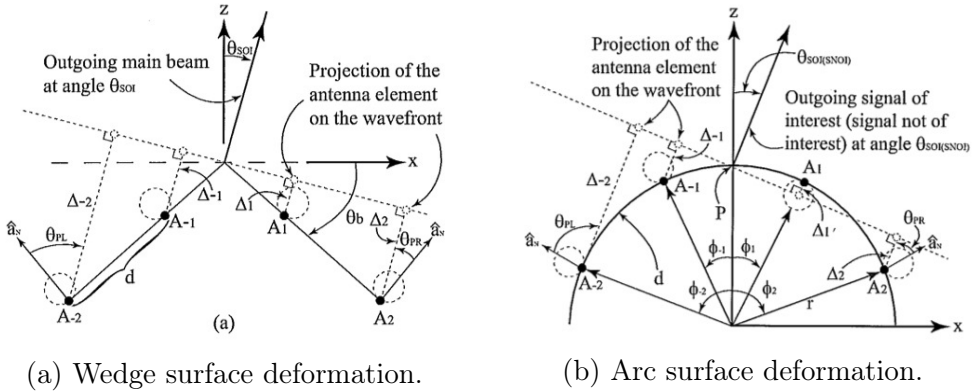 z
θSOI
Outgoing main beam
at angle θSOI
Projection of the
antenna element
on the wavefront
x
Δ-2
Δ-1
Δ1
Δ2
θb
A-1
A1
θPL
θPR
âN
âN
d
A-2
A2
(a)
(a) Wedge surface deformation.
z
Projection of the
antenna element
on the wavefront
θSOI(SNOI)
Outgoing signal of
interest (signal not of
interest) at angle θSOI(SNOI)
Δ-1
Δ-2
A-1
A1
P
Δ1'
θPL
θPR
âN
âN
d
ϕ-1
ϕ1
Δ2
A-2
A2
ϕ-2
ϕ2
r
x
(b) Arc surface deformation.